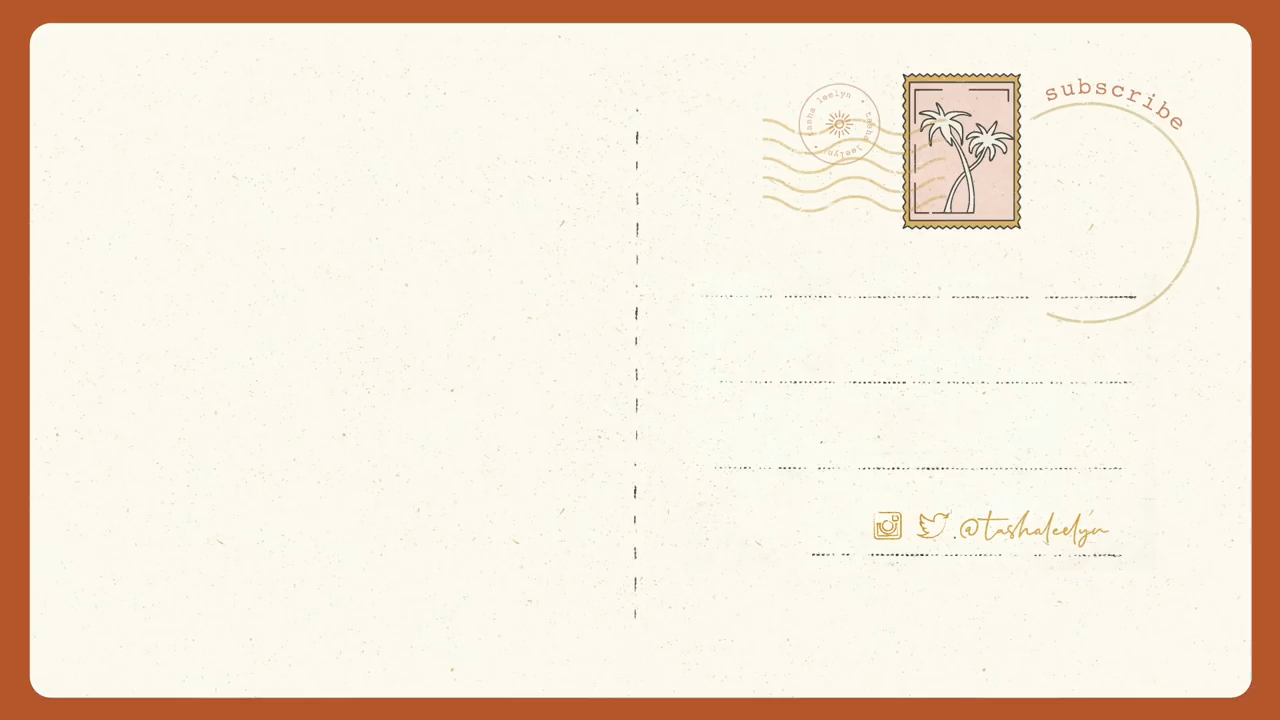 tasha leelyn • tasha leelyn •
subscribe
@tashaleelyn